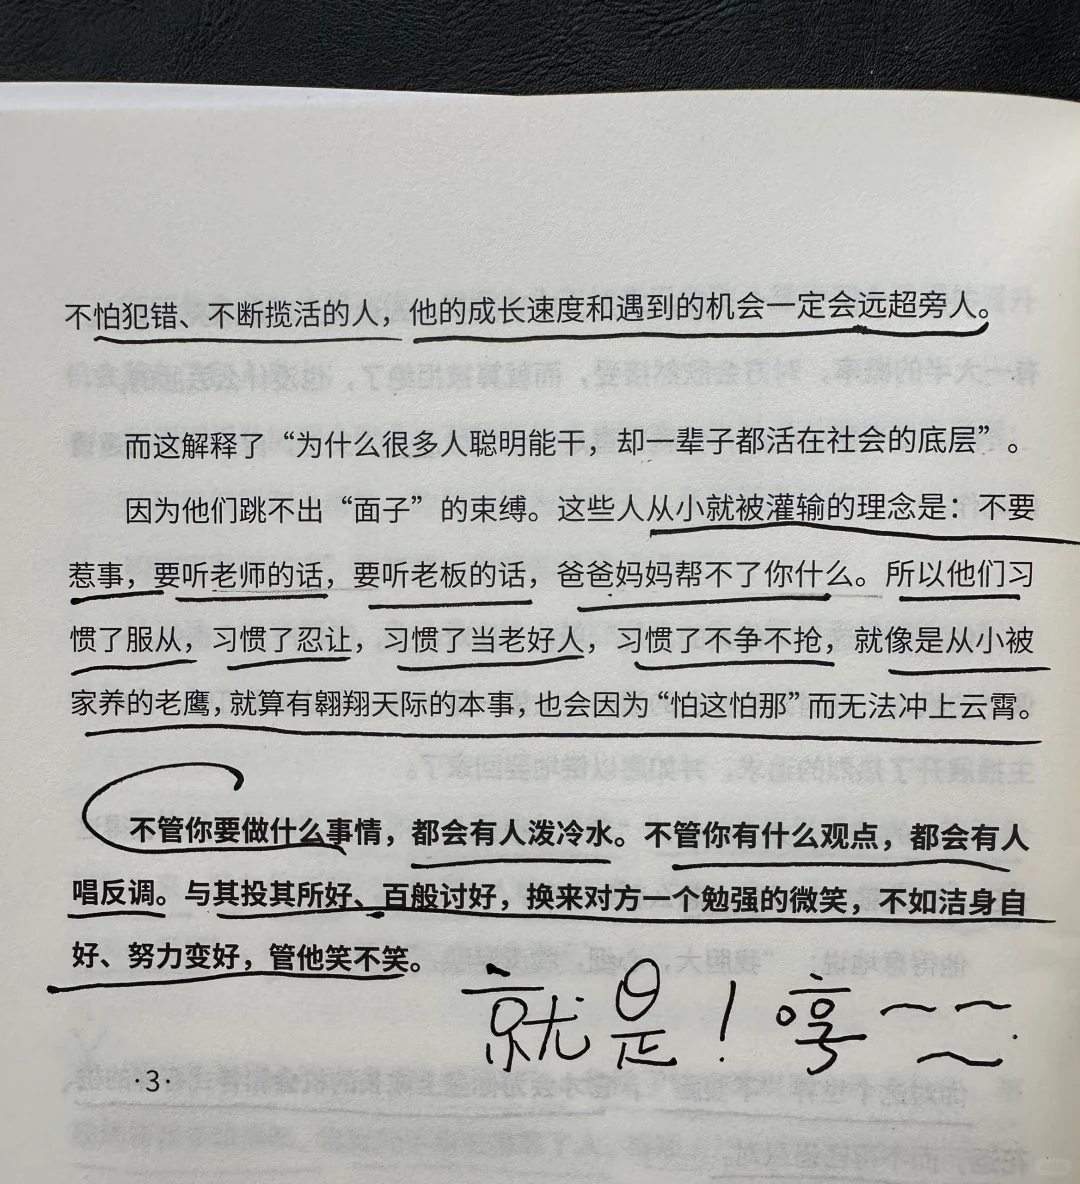 不怕犯错、不断揽活的人，他的成长速度和遇到的机会一定会远超旁人。
而这解释了“为什么很多人聪明能干，却一辈子都活在社会的底层”。
因为他们跳不出“面子”的束缚。这些人从小就被灌输的理念是：不要
惹事，要听老师的话，要听老板的话，爸爸妈妈帮不了你什么。所以他们习
惯了服从，习惯了忍让，习惯了当老好人，习惯了不争不抢，就像是从小被
家养的老鹰，就算有翱翔天际的本事，也会因为“怕这怕那”而无法冲上云霄。
不管你要做什么事情，都会有人泼冷水。不管你有什么观点，都会有人
唱反调。与其投其所好、百般讨好，换来对方一个勉强的微笑，不如洁身自
好、努力变好，管他笑不笑。
就是！哼~~~
·3·